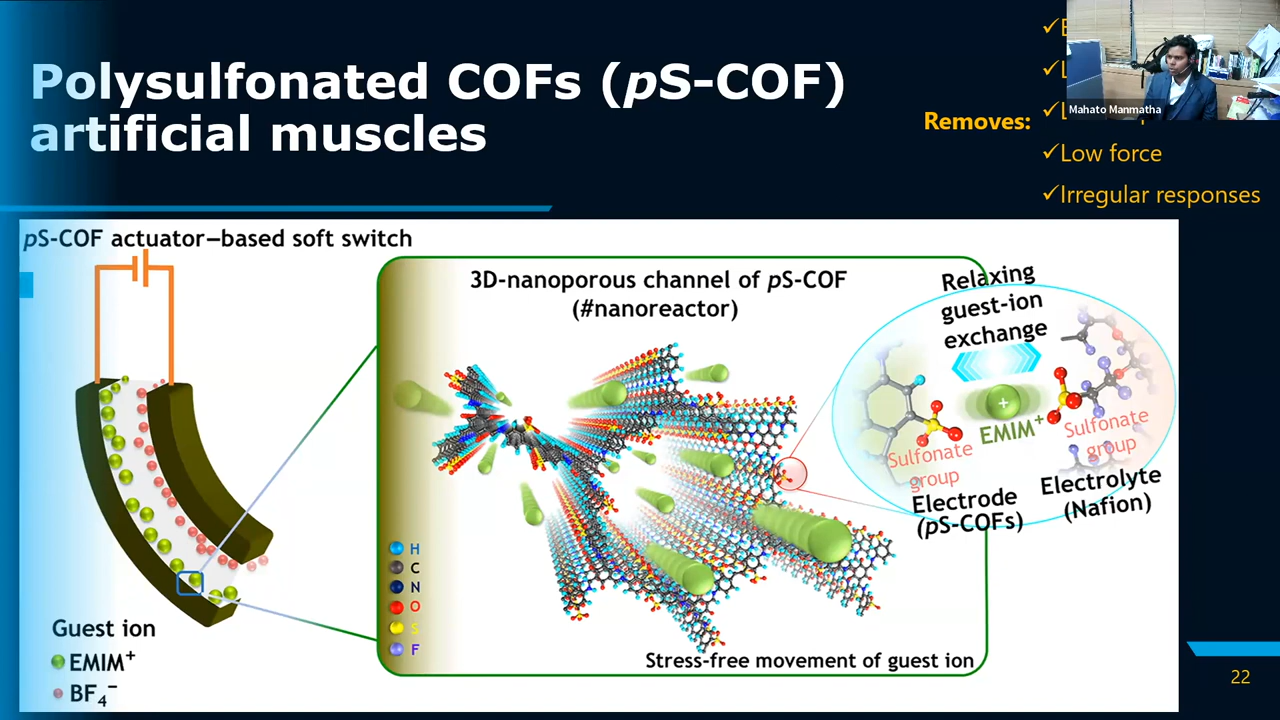 Polysulfonated COFs (pS-COF)
artificial muscles
Removes:
✓Low force
✓Irregular responses
Mahato Manmatha
pS-COF actuator–based soft switch
3D-nanoporous channel of pS-COF
(#nanoreactor)
Relaxing
guest-ion
exchange
+
EMIM⁺
Sulfonate
group
Sulfonate
group
Electrode
(pS-COFs)
Electrolyte
(Nafion)
H
C
N
O
S
F
Stress-free movement of guest ion
Guest ion
EMIM⁺
BF₄⁻
22